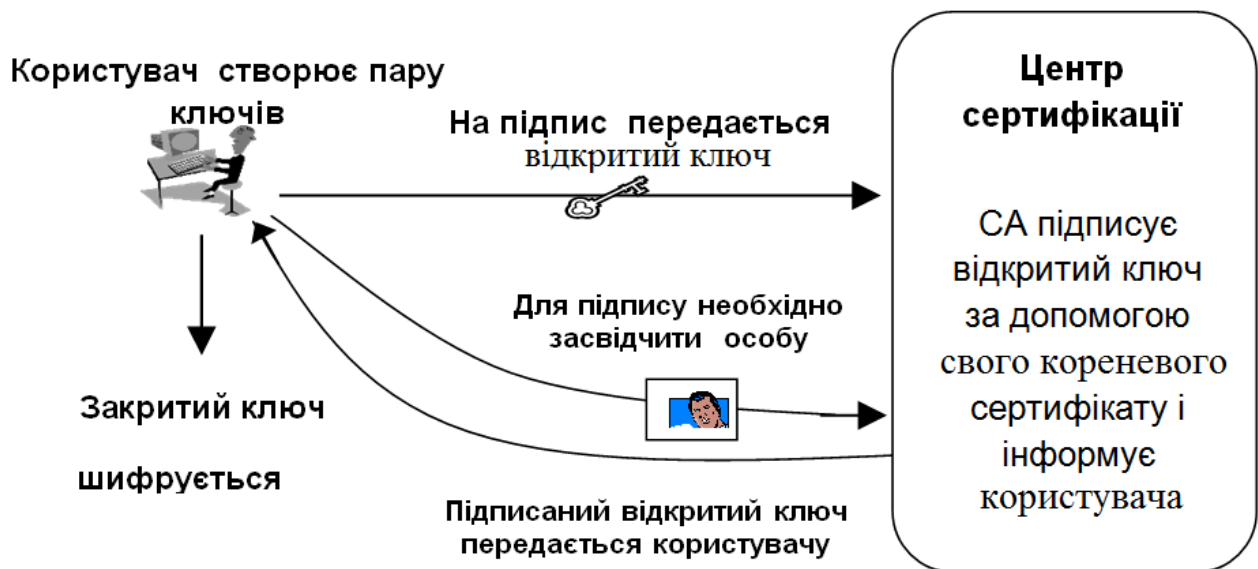 Користувач створює пару
ключів
На підпис передається
відкритий ключ
Для підпису необхідно
засвідчити особу
Закритий ключ
шифрується
Підписаний відкритий ключ
передається користувачу
Центр
сертифікації
СА підписує
відкритий ключ
за допомогою
свого кореневого
сертифікату і
інформує
користувача